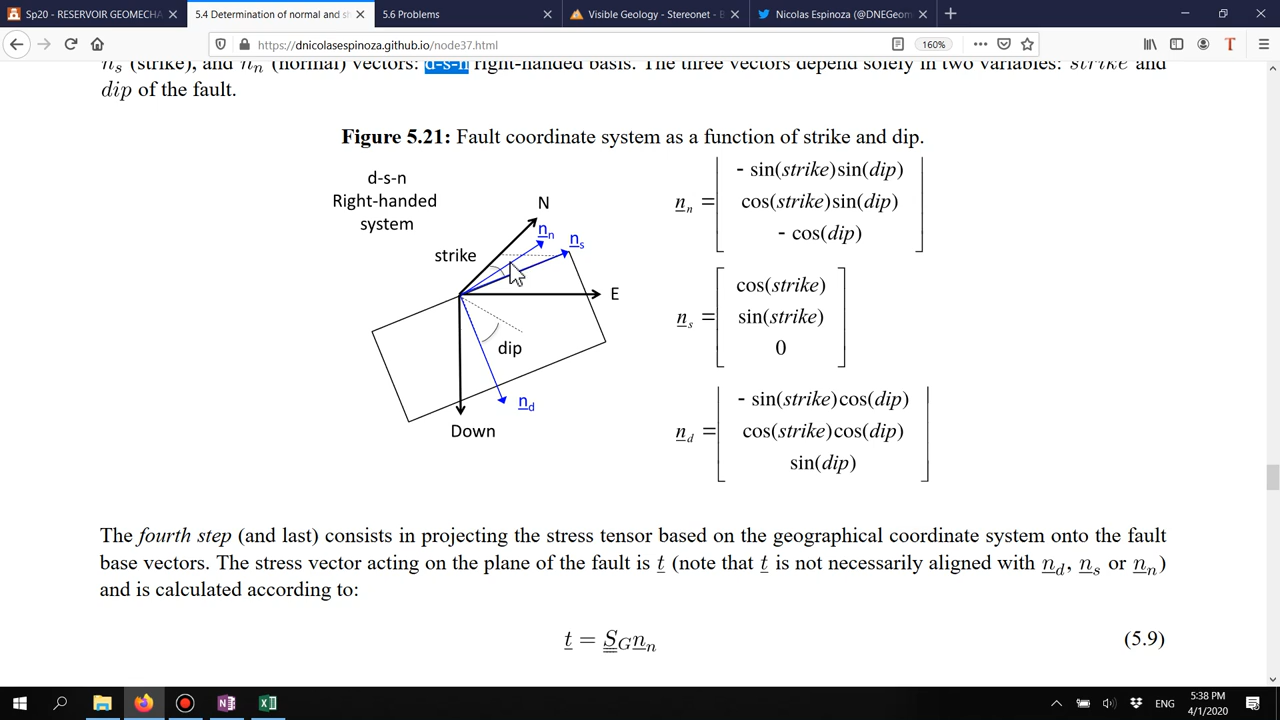 Sp20 - RESERVOIR GEOMECHA
5.4 Determination of normal and sh
5.6 Problems
Visible Geology - Stereonet - E
Nicolas Espinoza (@DNEGeom
https://dnicolasespinoza.github.io/node37.html
160%
n_s (strike), and n_n (normal) vectors: d-s-n right-handed basis. The three vectors depend solely in two variables: strike and
dip of the fault.
Figure 5.21: Fault coordinate system as a function of strike and dip.
d-s-n
Right-handed
system
N
n_n
n_s
strike
E
dip
n_d
Down
n_n =
- sin(strike)sin(dip)
cos(strike)sin(dip)
- cos(dip)
n_s =
cos(strike)
sin(strike)
0
n_d =
- sin(strike)cos(dip)
cos(strike)cos(dip)
sin(dip)
The fourth step (and last) consists in projecting the stress tensor based on the geographical coordinate system onto the fault
base vectors. The stress vector acting on the plane of the fault is t (note that t is not necessarily aligned with n_d, n_s or n_n)
and is calculated according to:
t = S_G n_n (5.9)
ENG
5:38 PM
4/1/2020